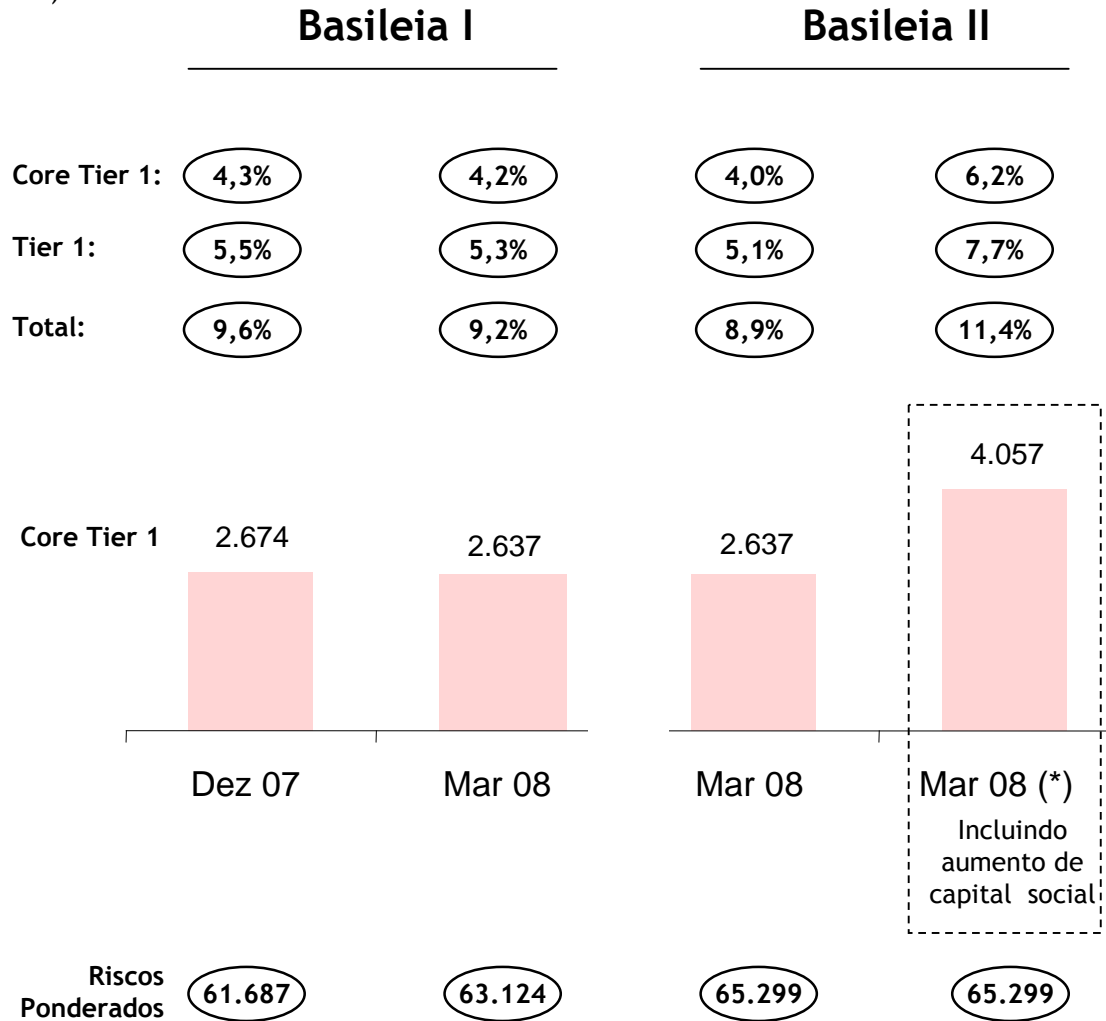 Basileia I
Basileia II
Core Tier 1: 4,3% 4,2% 4,0% 6,2%
Tier 1: 5,5% 5,3% 5,1% 7,7%
Total: 9,6% 9,2% 8,9% 11,4%
Core Tier 1 2.674 2.637 2.637 4.057
Dez 07 Mar 08 Mar 08 Mar 08 (*)
Incluindo
aumento de
capital social
Riscos
Ponderados 61.687 63.124 65.299 65.299